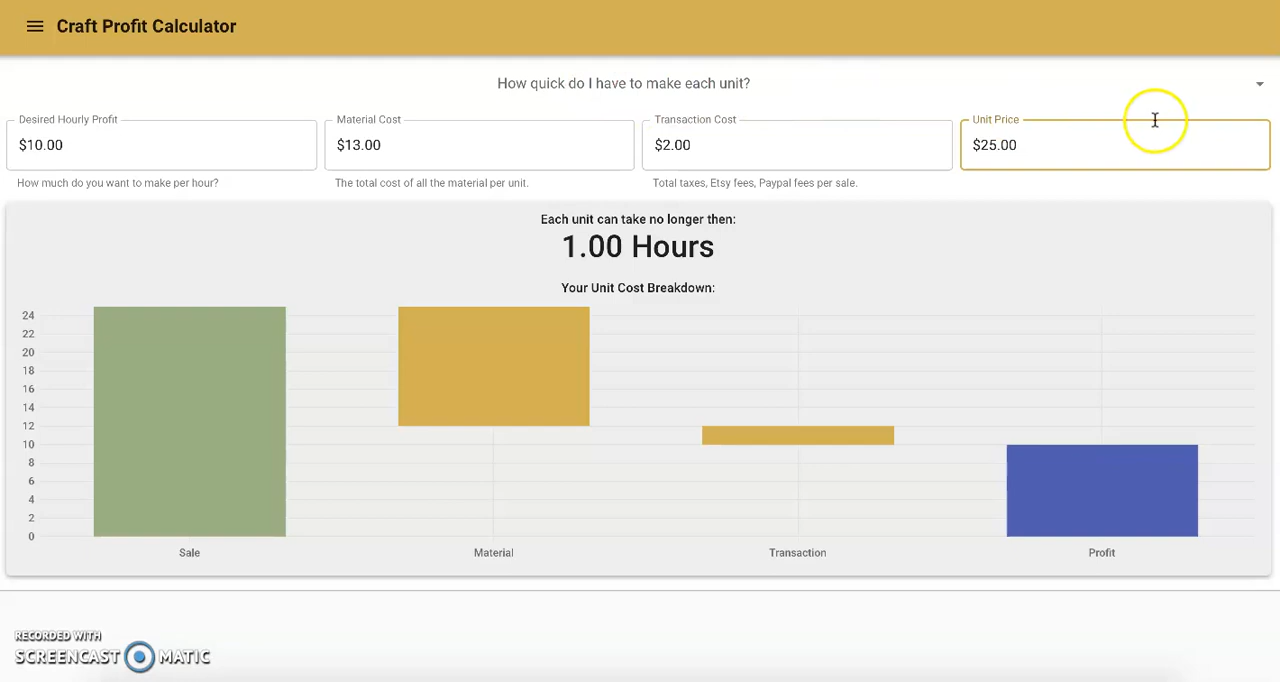 Craft Profit Calculator
How quick do I have to make each unit?
Desired Hourly Profit
$10.00
How much do you want to make per hour?
Material Cost
$13.00
The total cost of all the material per unit.
Transaction Cost
$2.00
Total taxes, Etsy fees, Paypal fees per sale.
Unit Price
$25.00
Each unit can take no longer then:
1.00 Hours
Your Unit Cost Breakdown:
24
22
20
18
16
14
12
10
8
6
4
2
0
Sale
Material
Transaction
Profit
RECORDED WITH
SCREENCAST MATIC